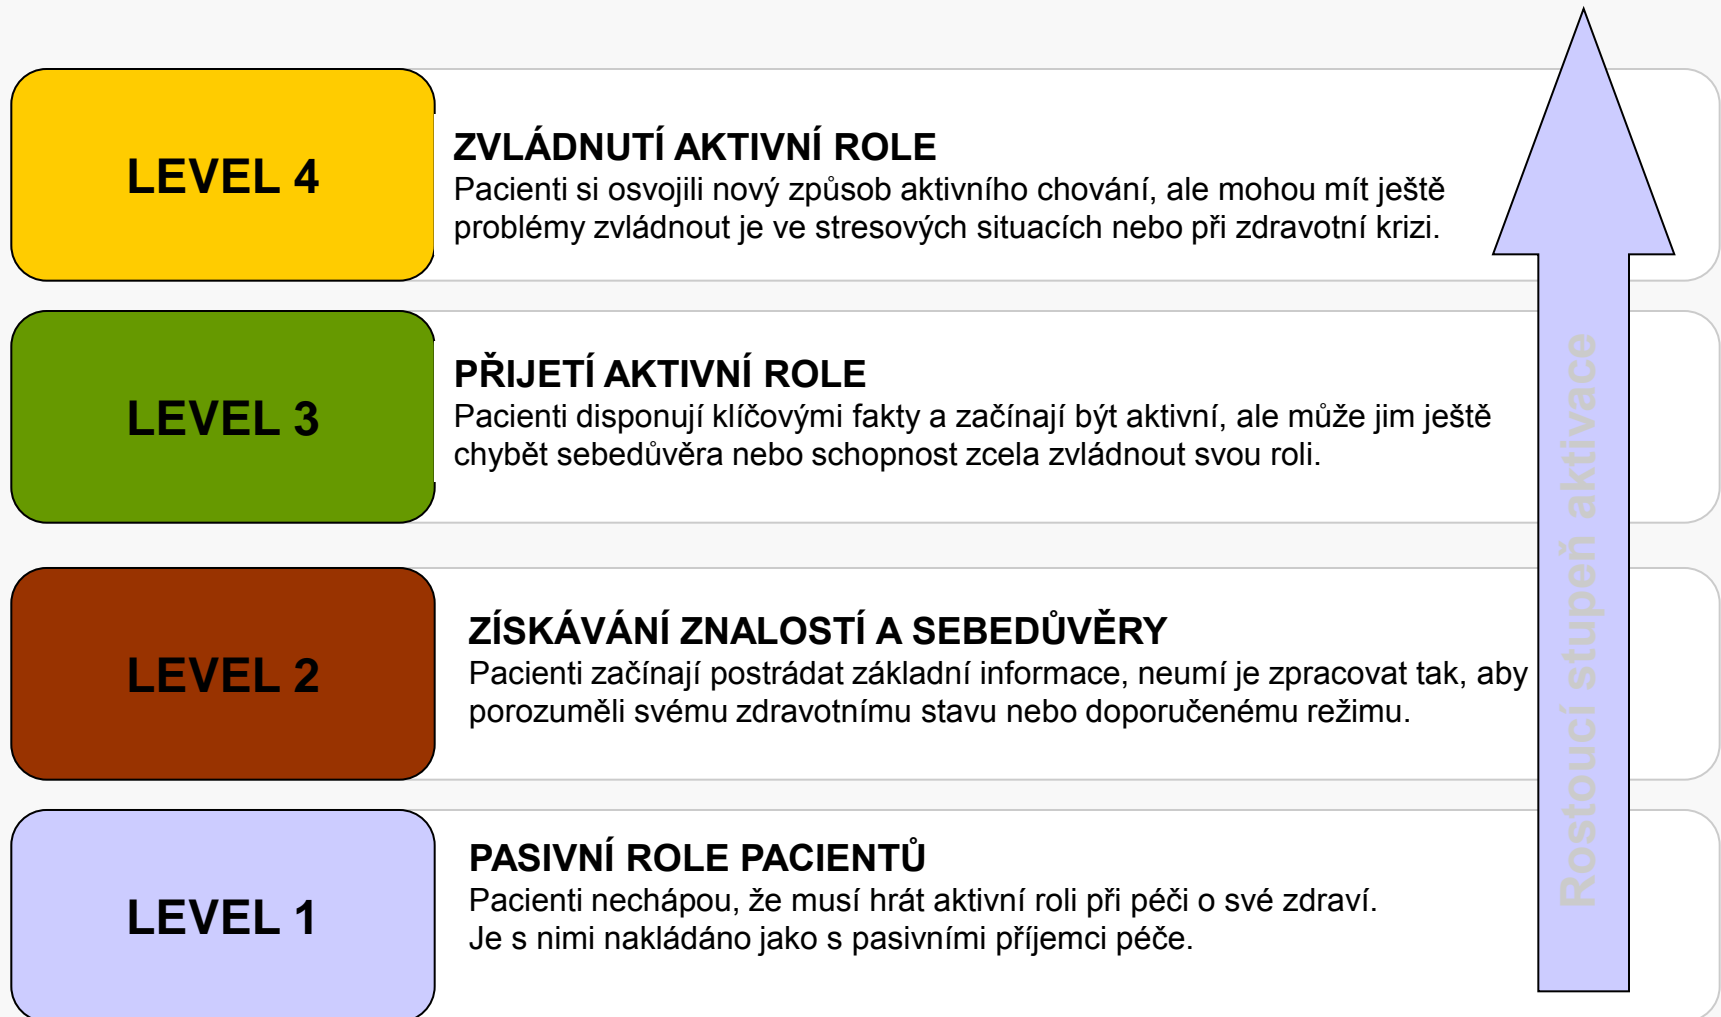 LEVEL 4
ZVLÁDNUTÍ AKTIVNÍ ROLE
Pacienti si osvojili nový způsob aktivního chování, ale mohou mít ještě
problémy zvládnout je ve stresových situacích nebo při zdravotní krizi.
LEVEL 3
PŘIJETÍ AKTIVNÍ ROLE
Pacienti disponují klíčovými fakty a začínají být aktivní, ale může jim ještě
chybět sebedůvěra nebo schopnost zcela zvládnout svou roli.
LEVEL 2
ZÍSKÁVÁNÍ ZNALOSTÍ A SEBEDŮVĚRY
Pacienti začínají postrádat základní informace, neumí je zpracovat tak, aby
porozuměli svému zdravotnímu stavu nebo doporučenému režimu.
LEVEL 1
PASIVNÍ ROLE PACIENTŮ
Pacienti nechápou, že musí hrát aktivní roli při péči o své zdraví.
Je s nimi nakládáno jako s pasivními příjemci péče.
Rostoucí stupeň aktivace